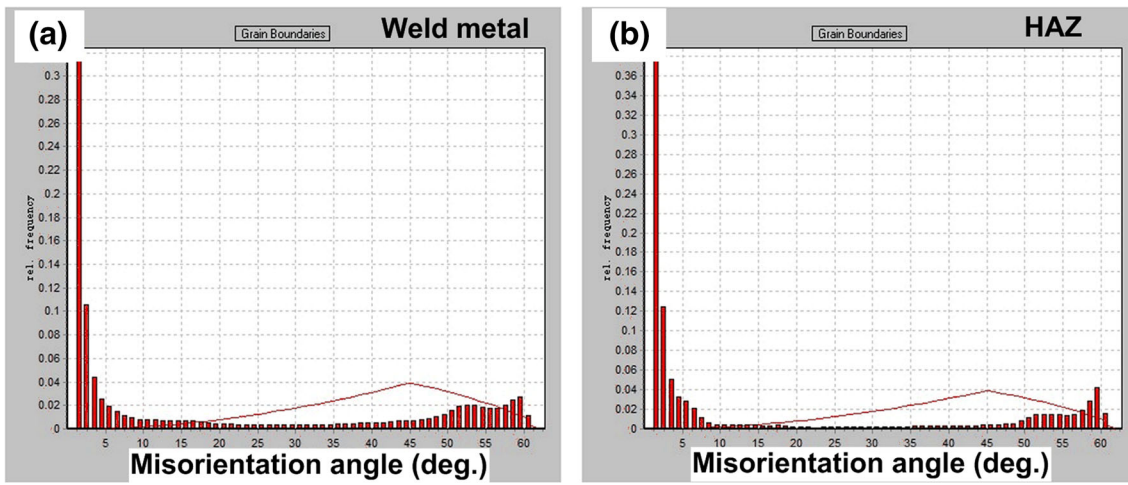 (a)
Grain Boundaries
Weld metal
rel. frequency
0.3
0.28
0.26
0.24
0.22
0.2
0.18
0.16
0.14
0.12
0.1
0.08
0.06
0.04
0.02
0
5 10 15 20 25 30 35 40 45 50 55 60
Misorientation angle (deg.)
(b)
Grain Boundaries
HAZ
rel. frequency
0.36
0.34
0.32
0.3
0.28
0.26
0.24
0.22
0.2
0.18
0.16
0.14
0.12
0.1
0.08
0.06
0.04
0.02
0
5 10 15 20 25 30 35 40 45 50 55 60
Misorientation angle (deg.)